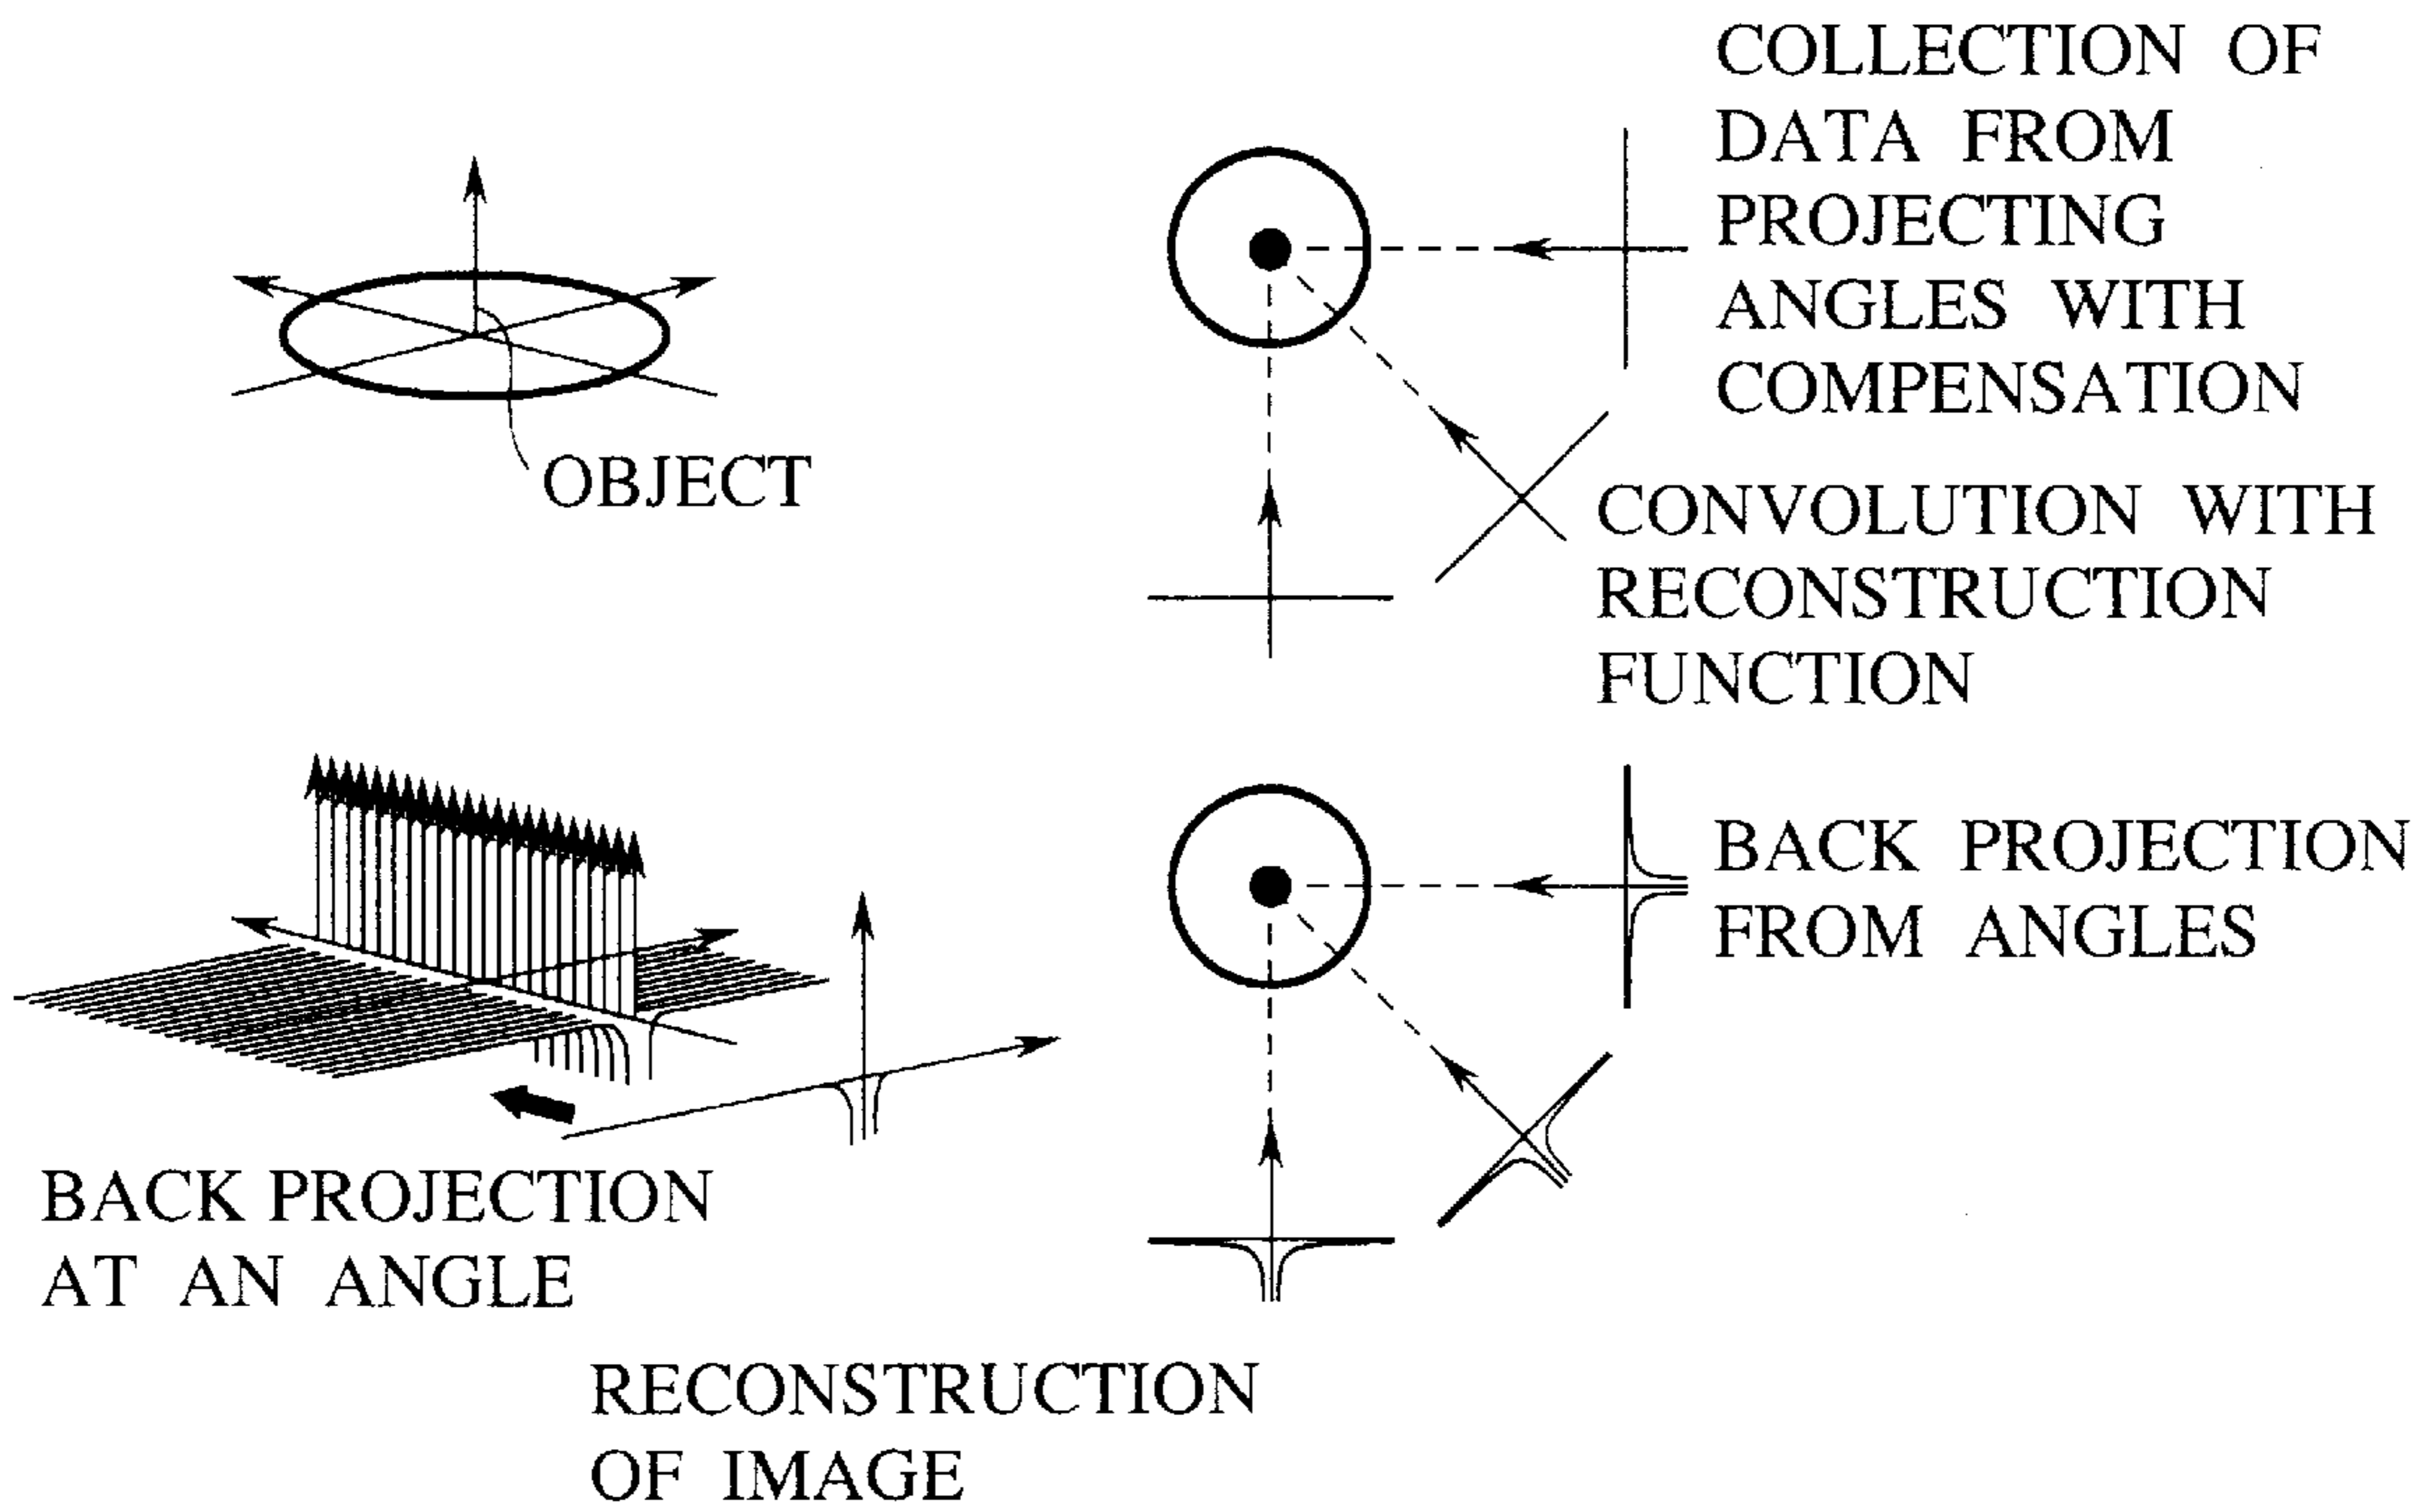 COLLECTION OF
DATA FROM
PROJECTING
ANGLES WITH
COMPENSATION
OBJECT
CONVOLUTION WITH
RECONSTRUCTION
FUNCTION
BACK PROJECTION
FROM ANGLES
BACK PROJECTION
AT AN ANGLE
RECONSTRUCTION
OF IMAGE